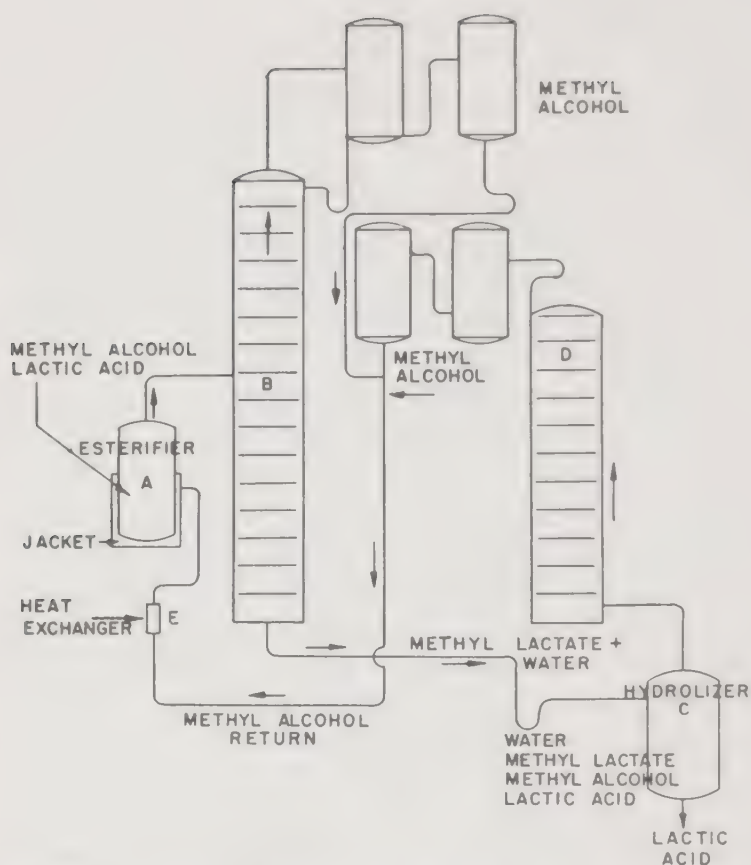 METHYL
ALCOHOL
METHYL ALCOHOL
LACTIC ACID
METHYL
ALCOHOL
B
D
ESTERIFIER
A
JACKET
HEAT
EXCHANGER
E
METHYL LACTATE +
WATER
METHYL ALCOHOL
RETURN
HYDROLIZER
C
WATER
METHYL LACTATE
METHYL ALCOHOL
LACTIC ACID
LACTIC
ACID